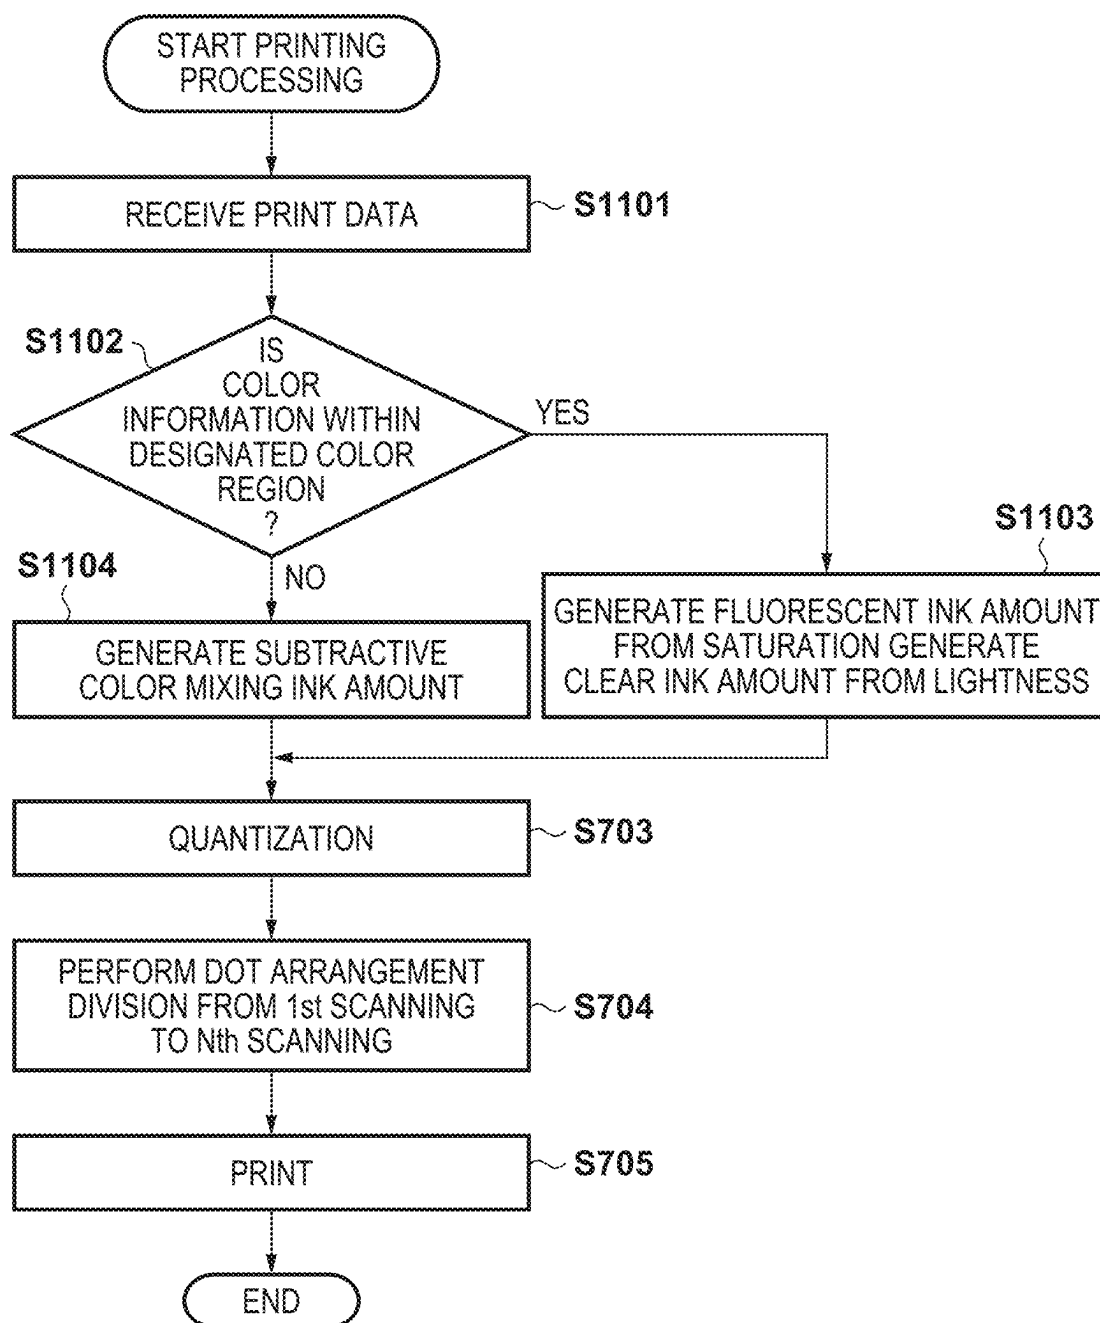 START PRINTING
PROCESSING
RECEIVE PRINT DATA
S1101
S1102
IS
COLOR
INFORMATION WITHIN
DESIGNATED COLOR
REGION
?
YES
NO
S1103
GENERATE FLUORESCENT INK AMOUNT
FROM SATURATION GENERATE
CLEAR INK AMOUNT FROM LIGHTNESS
S1104
GENERATE SUBTRACTIVE
COLOR MIXING INK AMOUNT
QUANTIZATION
S703
PERFORM DOT ARRANGEMENT
DIVISION FROM 1st SCANNING
TO Nth SCANNING
S704
PRINT
S705
END